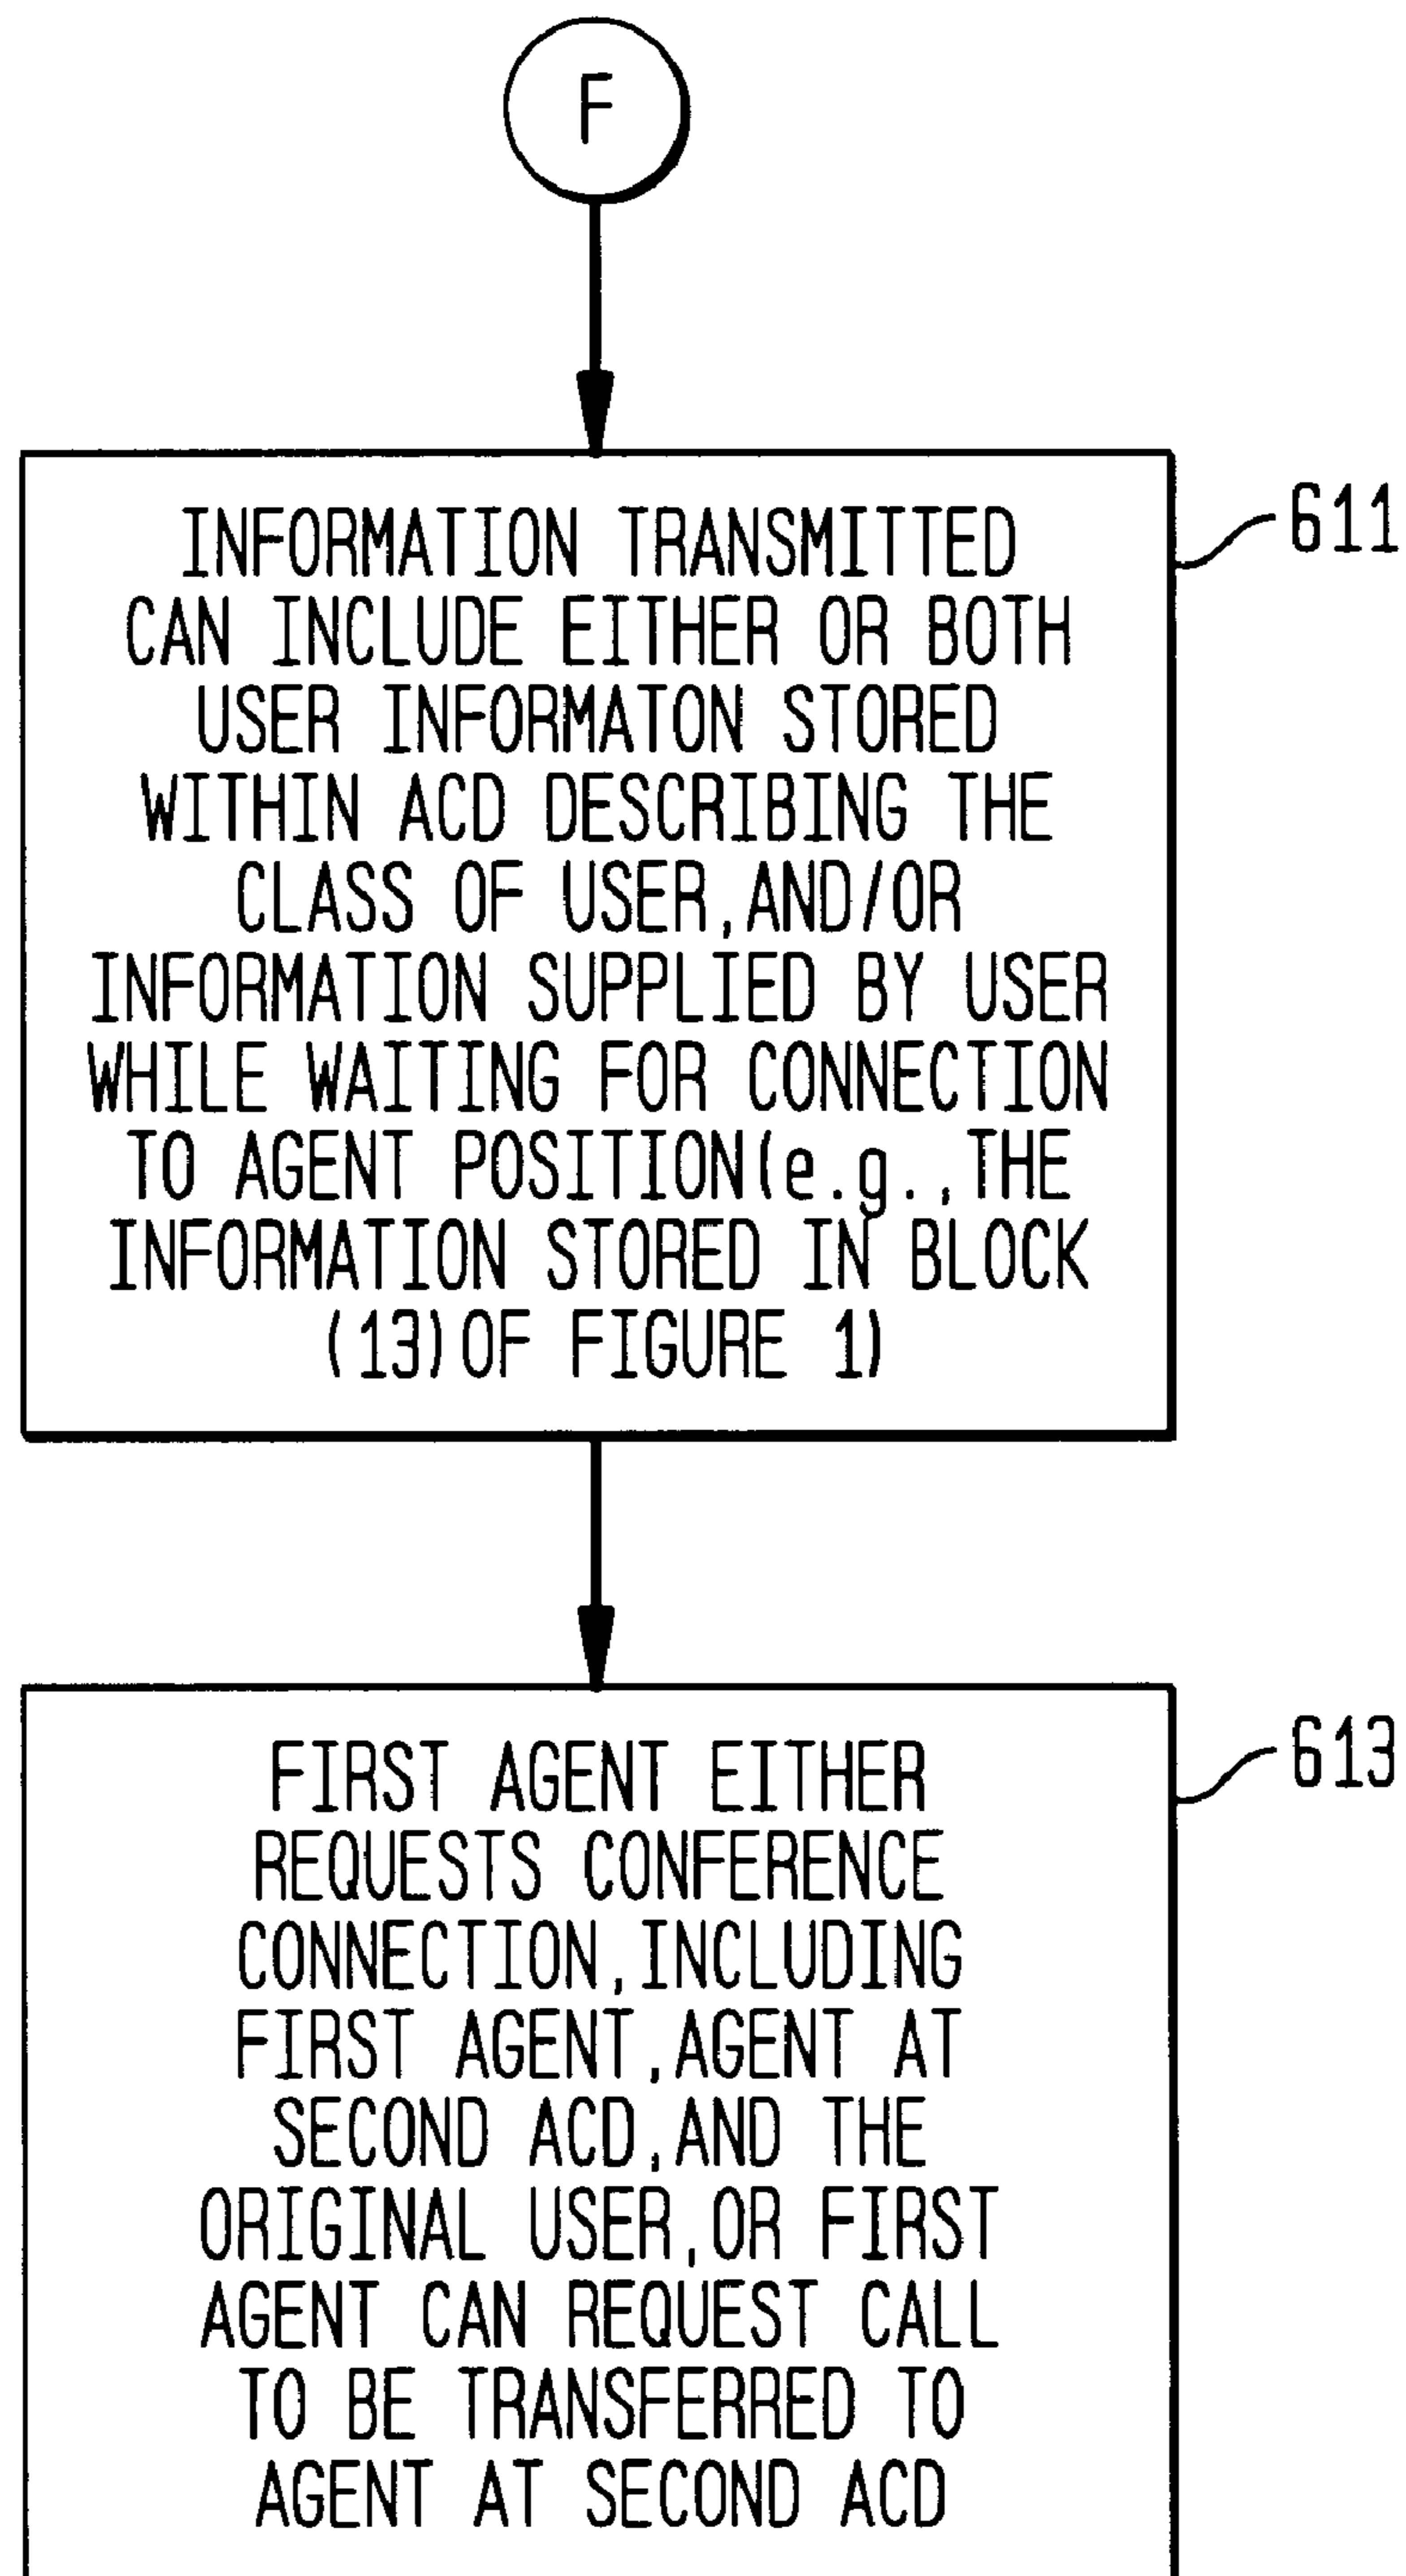 F
INFORMATION TRANSMITTED
CAN INCLUDE EITHER OR BOTH
USER INFORMATON STORED
WITHIN ACD DESCRIBING THE
CLASS OF USER,AND/OR
INFORMATION SUPPLIED BY USER
WHILE WAITING FOR CONNECTION
TO AGENT POSITION(e.g.,THE
INFORMATION STORED IN BLOCK
(13)OF FIGURE 1)
611
FIRST AGENT EITHER
REQUESTS CONFERENCE
CONNECTION,INCLUDING
FIRST AGENT,AGENT AT
SECOND ACD,AND THE
ORIGINAL USER,OR FIRST
AGENT CAN REQUEST CALL
TO BE TRANSFERRED TO
AGENT AT SECOND ACD
613